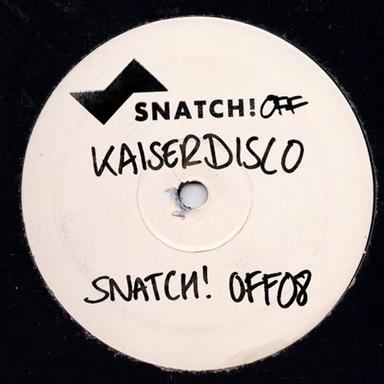 SNATCH! OFF
KAISERDISCO
SNATCH! OFF08